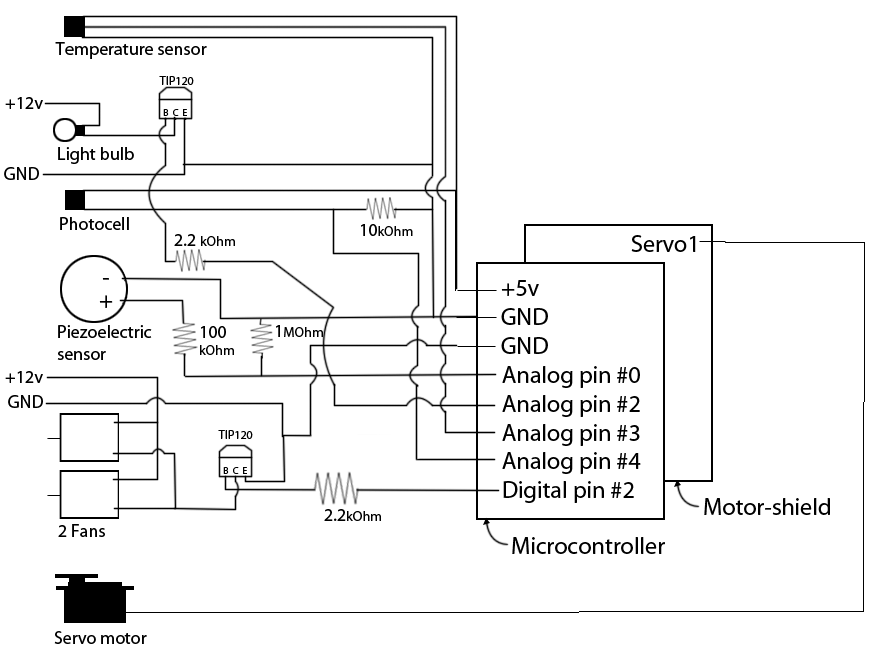 Temperature sensor
TIP120
+12v
B C E
Light bulb
GND
Photocell
10kOhm
2.2 kOhm
Servo1
-
+
+5v
GND
Piezoelectric
sensor
100
kOhm
1MOhm
GND
+12v
Analog pin #0
GND
Analog pin #2
TIP120
Analog pin #3
B C E
Analog pin #4
Digital pin #2
2.2kOhm
Motor-shield
2 Fans
Microcontroller
Servo motor